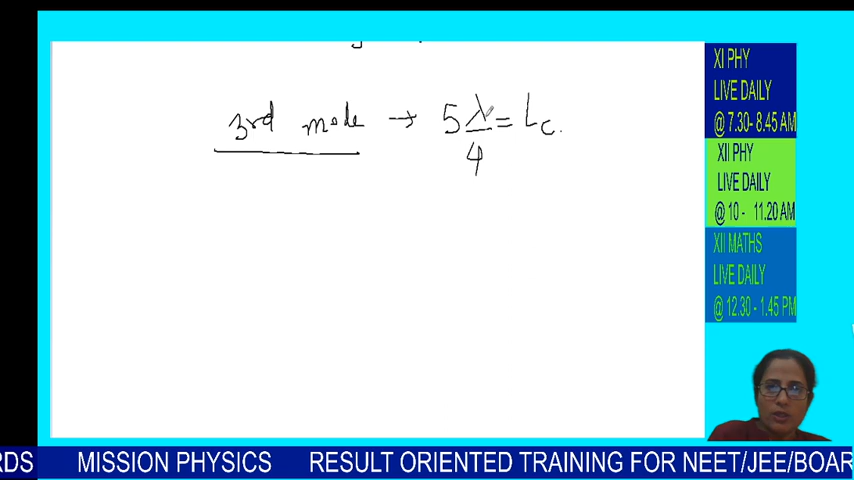 3rd mode → 5λ/4 = Lc.
XI PHY
LIVE DAILY
@ 7.30- 8.45 AM
XII PHY
LIVE DAILY
@ 10 - 11.20 AM
XII MATHS
LIVE DAILY
@ 12.30 - 1.45 PM
RDS MISSION PHYSICS RESULT ORIENTED TRAINING FOR NEET/JEE/BOAR